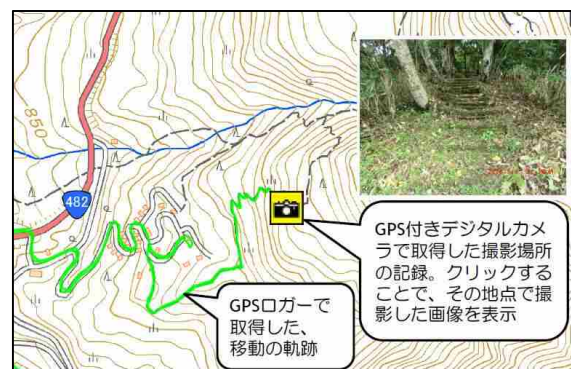 850
482
GPS付きデジタルカメ
ラで取得した撮影場所
の記録。クリックする
ことで、その地点で撮
影した画像を表示
GPSロガーで
取得した、
移動の軌跡